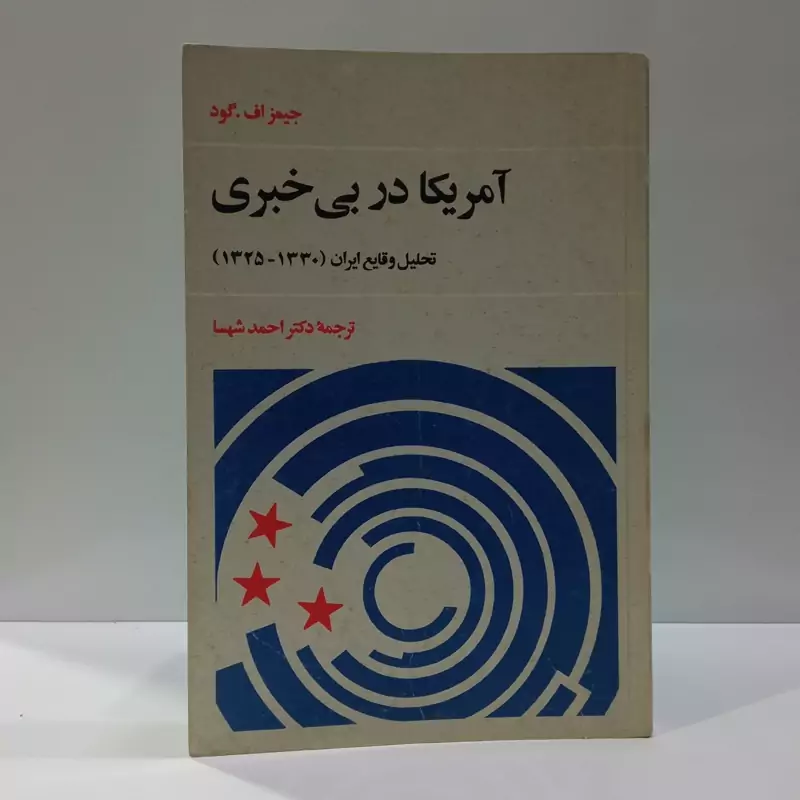 جیمز اف. گود
آمریکا در بی‌خبری
تحلیل وقایع ایران (۱۳۳۰-۱۳۲۵)
ترجمهٔ دکتر احمد شهسا